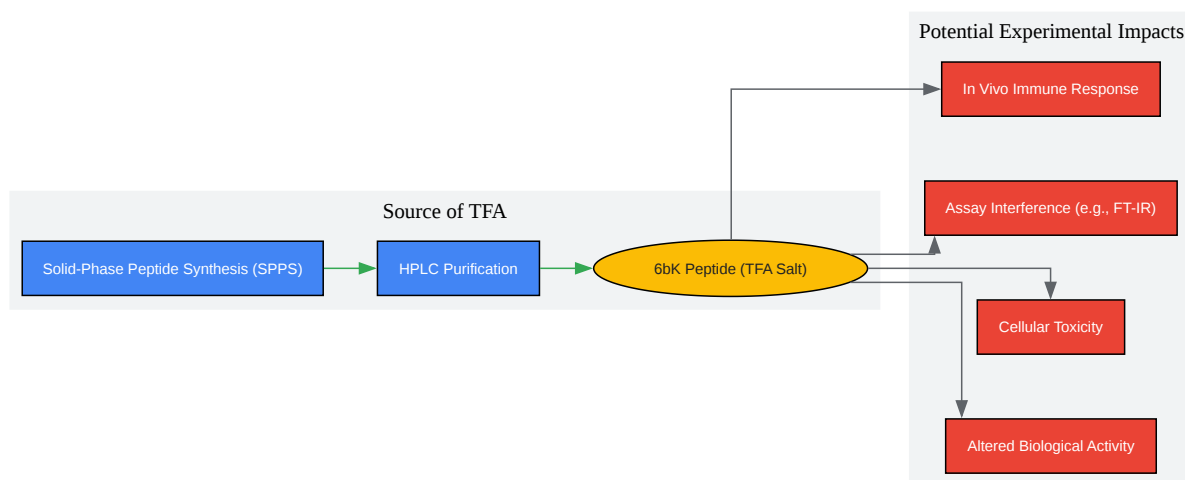 Potential Experimental Impacts
In Vivo Immune Response
Assay Interference (e.g., FT-IR)
Source of TFA
Solid-Phase Peptide Synthesis (SPPS)
HPLC Purification
6bK Peptide (TFA Salt)
Cellular Toxicity
Altered Biological Activity